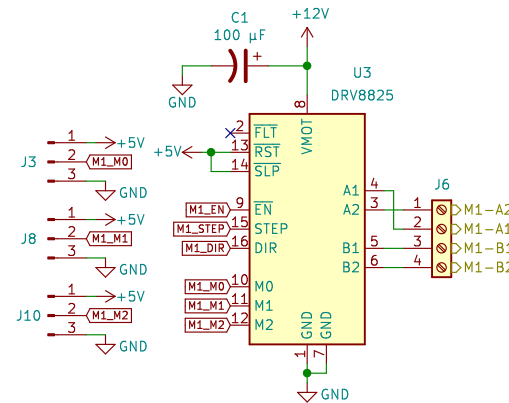 C1
100 µF
+12V
GND
U3
DRV8825
8
VMOT
1
+5V
J3
2
M1_M0
3
GND
2
FLT
+5V
13
RST
14
SLP
A1
4
A2
3
J6
1
M1-A2
2
M1-A1
B1
5
3
M1-B1
B2
6
4
M1-B2
M1_EN
9
EN
M1_STEP
15
STEP
M1_DIR
16
DIR
1
+5V
J8
2
M1_M1
3
GND
M1_M0
10
M0
M1_M1
11
M1
M1_M2
12
M2
1
+5V
J10
2
M1_M2
3
GND
GND
GND
1
7
GND